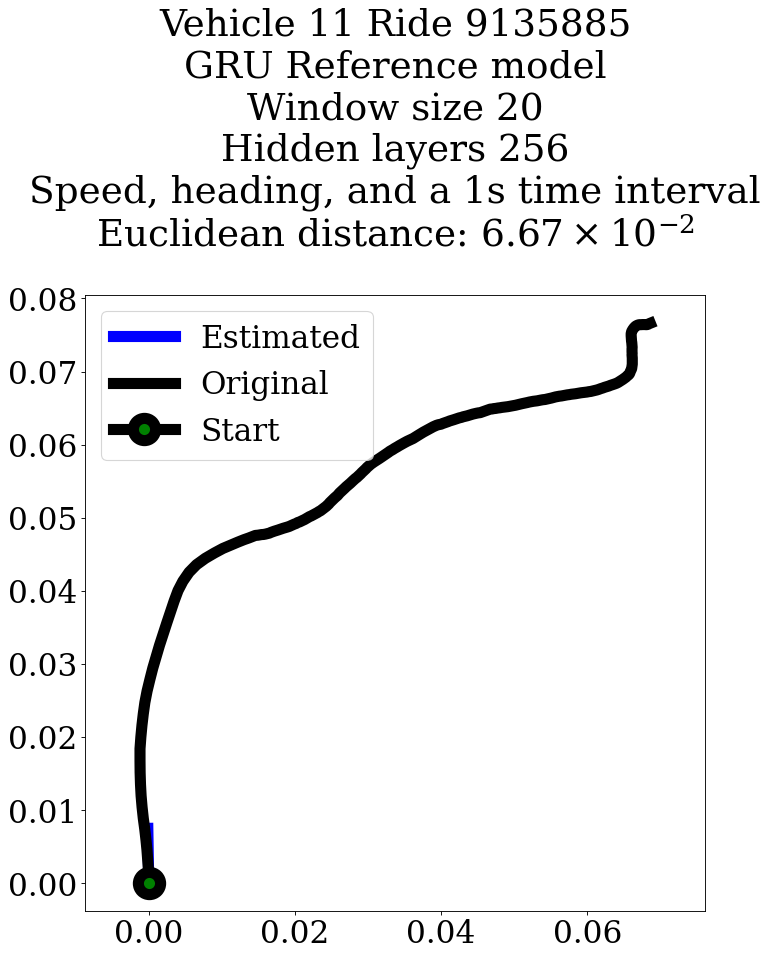 Vehicle 11 Ride 9135885
GRU Reference model
Window size 20
Hidden layers 256
Speed, heading, and a 1s time interval
Euclidean distance: 6.67 × 10⁻²
0.08
0.07
0.06
0.05
0.04
0.03
0.02
0.01
0.00
Estimated
Original
Start
0.00 0.02 0.04 0.06